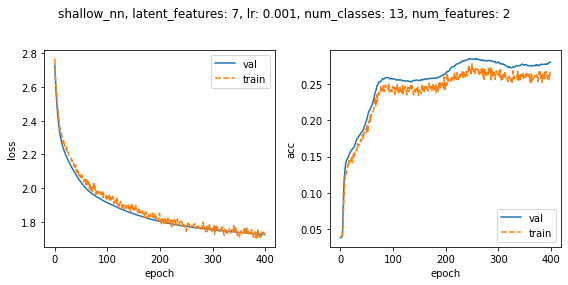 shallow_nn, latent_features: 7, lr: 0.001, num_classes: 13, num_features: 2
2.8
2.6
2.4
2.2
2.0
1.8
loss
0
100
200
300
400
epoch
val
train
0.25
0.20
0.15
0.10
0.05
acc
0
100
200
300
400
epoch
val
train